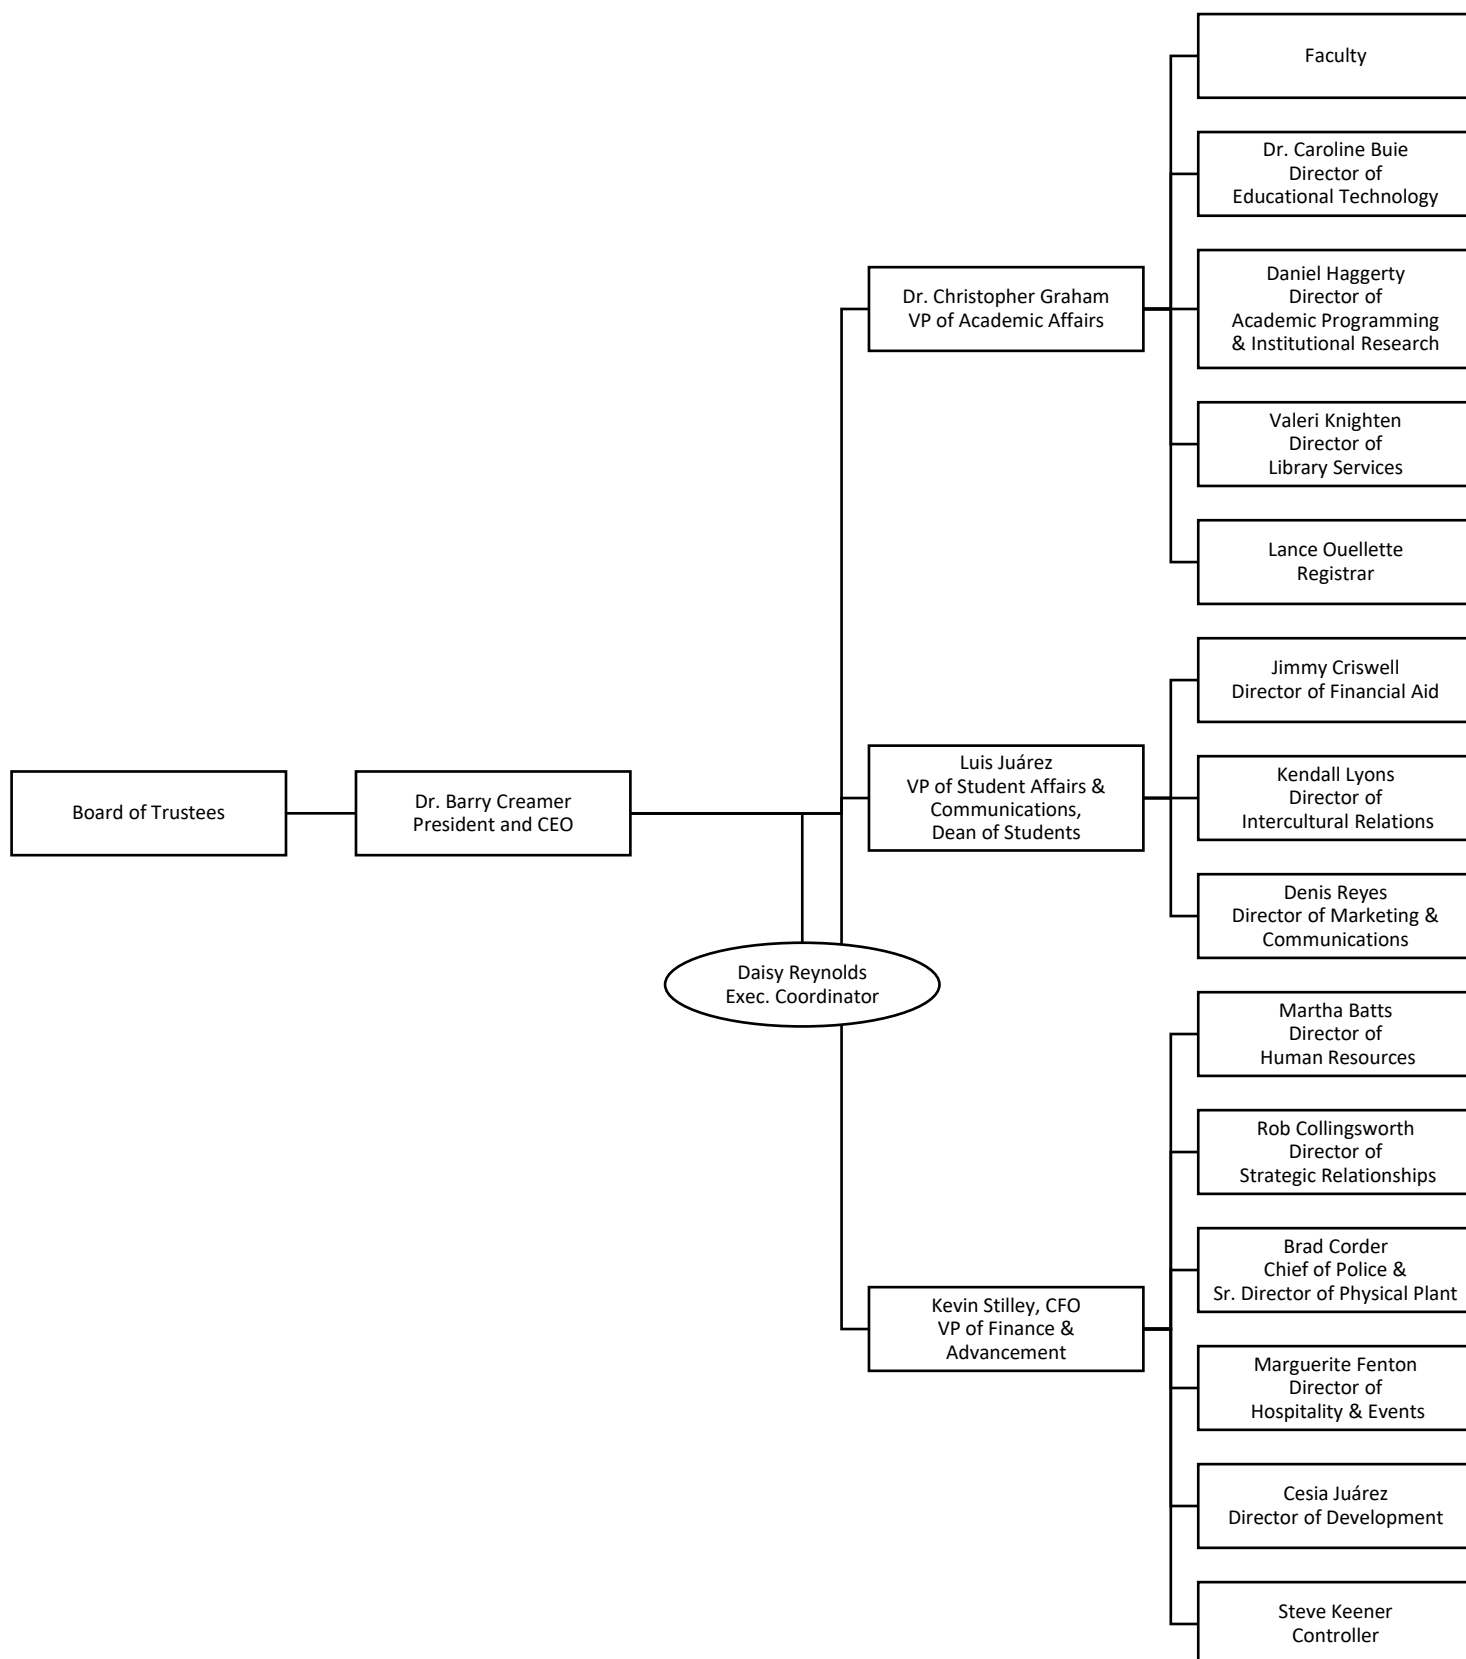 Board of Trustees
Dr. Barry Creamer
President and CEO
Daisy Reynolds
Exec. Coordinator
Dr. Christopher Graham
VP of Academic Affairs
Faculty
Dr. Caroline Buie
Director of
Educational Technology
Daniel Haggerty
Director of
Academic Programming
& Institutional Research
Valeri Knighten
Director of
Library Services
Lance Ouellette
Registrar
Luis Juárez
VP of Student Affairs &
Communications,
Dean of Students
Jimmy Criswell
Director of Financial Aid
Kendall Lyons
Director of
Intercultural Relations
Denis Reyes
Director of Marketing &
Communications
Kevin Stilley, CFO
VP of Finance &
Advancement
Martha Batts
Director of
Human Resources
Rob Collingsworth
Director of
Strategic Relationships
Brad Corder
Chief of Police &
Sr. Director of Physical Plant
Marguerite Fenton
Director of
Hospitality & Events
Cesia Juárez
Director of Development
Steve Keener
Controller